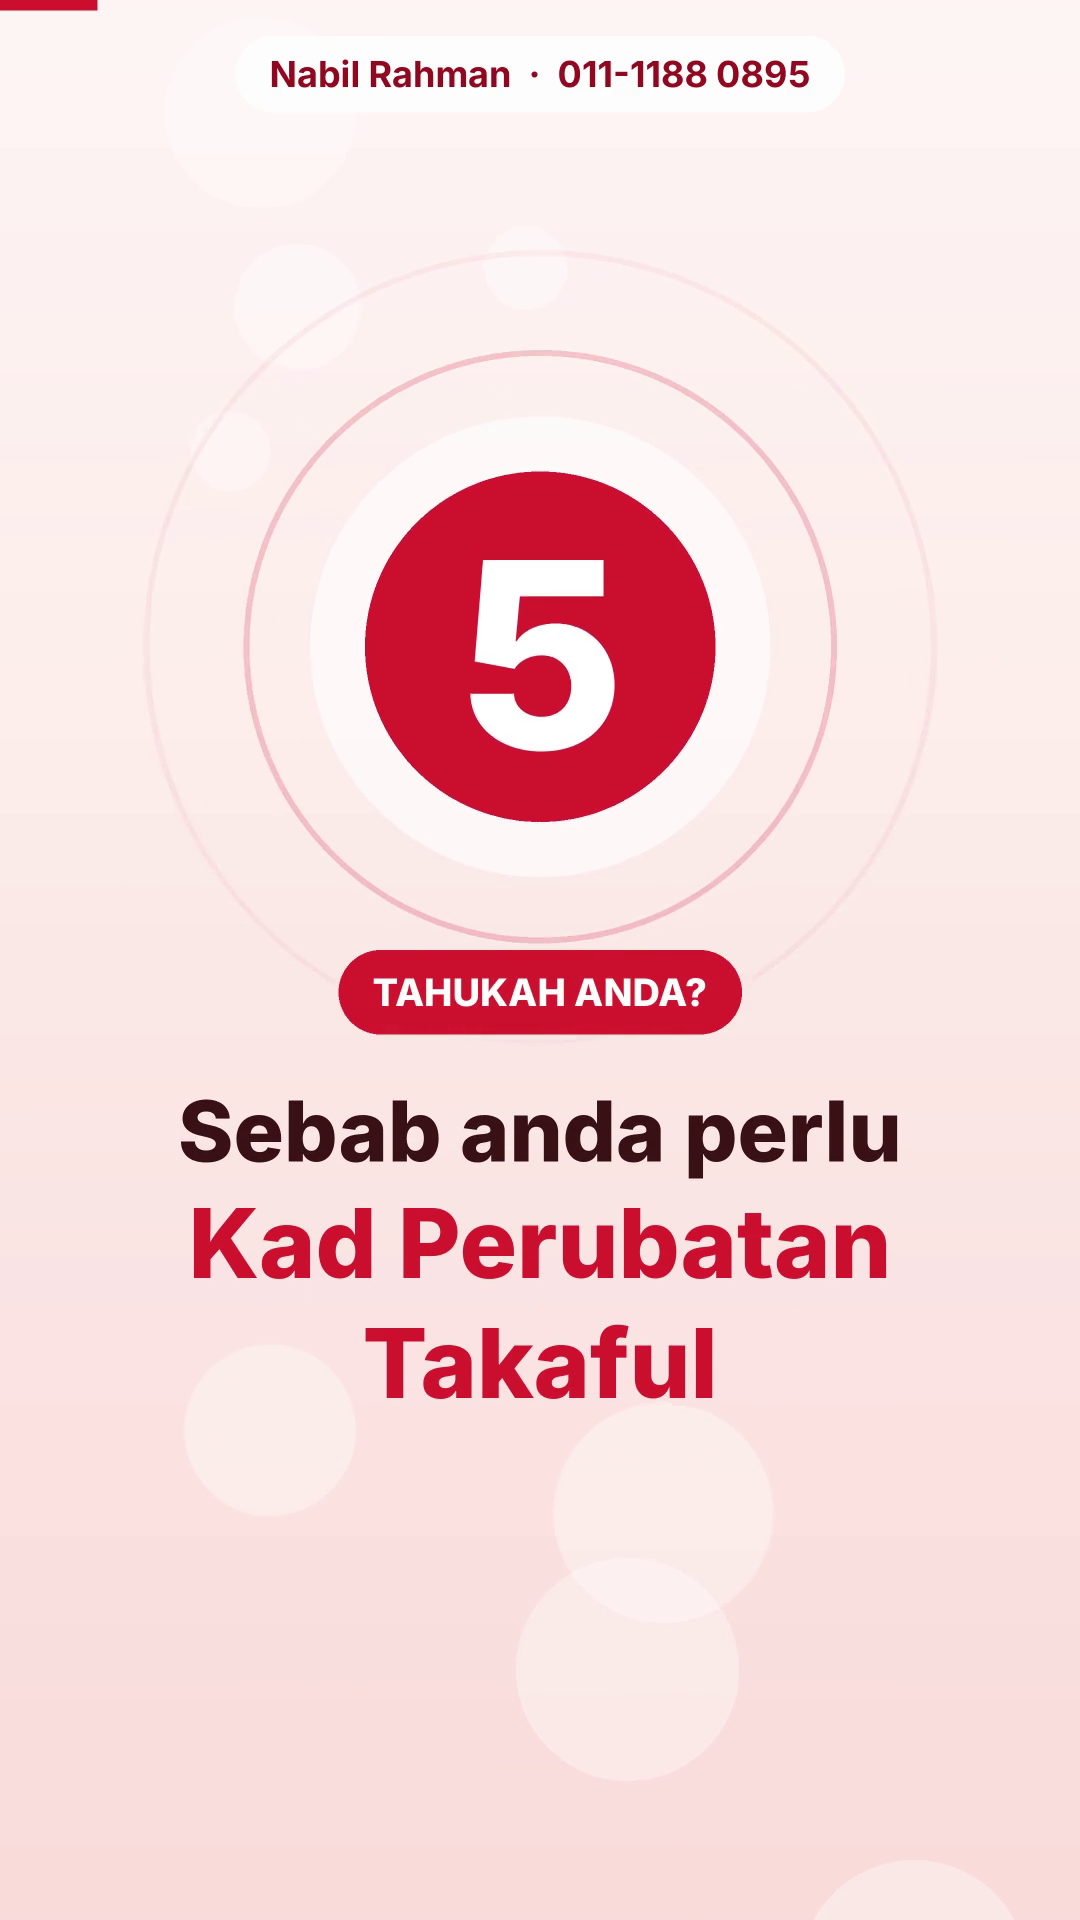 Nabil Rahman · 011-1188 0895
5
TAHUKAH ANDA?
Sebab anda perlu
Kad Perubatan
Takaful